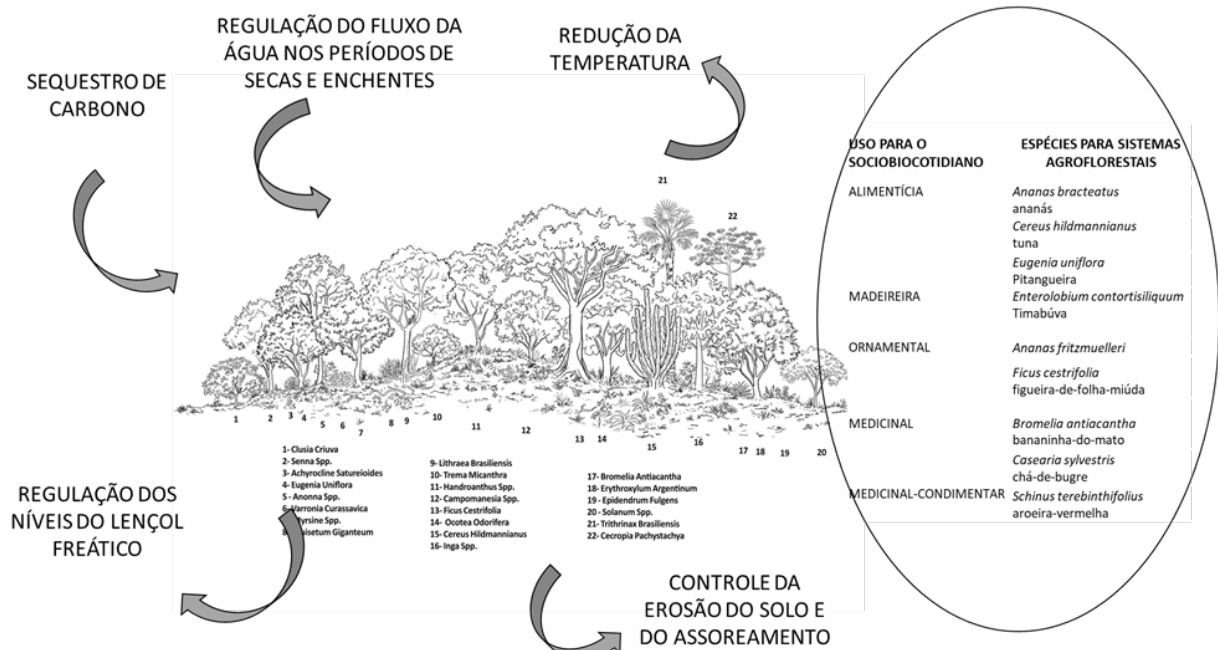 REGULAÇÃO DO FLUXO DA
ÁGUA NOS PERÍODOS DE
SECAS E ENCHENTES
REDUÇÃO DA
TEMPERATURA
SEQUESTRO DE
CARBONO
21
22
1
2
3
4
5
6
7
8
9
10
11
12
13
14
15
16
17
18
19
20
1- Clusia Criuva
2- Senna Spp.
3- Achyrocline Satureioides
4- Eugenia Uniflora
5 - Anonna Spp.
6- Varronia Curassavica
yrsine Spp.
8 uisetum Giganteum
9- Lithraea Brasiliensis
10- Trema Micanthra
11- Handroanthus Spp.
12- Campomanesia Spp.
13- Ficus Cestrifolia
14- Ocotea Odorifera
15- Cereus Hildmannianus
16- Inga Spp.
17- Bromelia Antiacantha
18- Erythroxylum Argentinum
19 - Epidendrum Fulgens
20 - Solanum Spp.
21- Trithrinax Brasiliensis
22- Cecropia Pachystachya
REGULAÇÃO DOS
NÍVEIS DO LENÇOL
FREÁTICO
CONTROLE DA
EROSÃO DO SOLO E
DO ASSOREAMENTO
USO PARA O
SOCIOBIOCOTIDIANO
ESPÉCIES PARA SISTEMAS
AGROFLORESTAIS
ALIMENTÍCIA
Ananas bracteatus
ananás
Cereus hildmannianus
tuna
Eugenia uniflora
Pitangueira
MADEIREIRA
Enterolobium contortisiliquum
Timabúva
ORNAMENTAL
Ananas fritzmuelleri
Ficus cestrifolia
figueira-de-folha-miúda
MEDICINAL
Bromelia antiacantha
bananinha-do-mato
Casearia sylvestris
chá-de-bugre
MEDICINAL-CONDIMENTAR
Schinus terebinthifolius
aroeira-vermelha